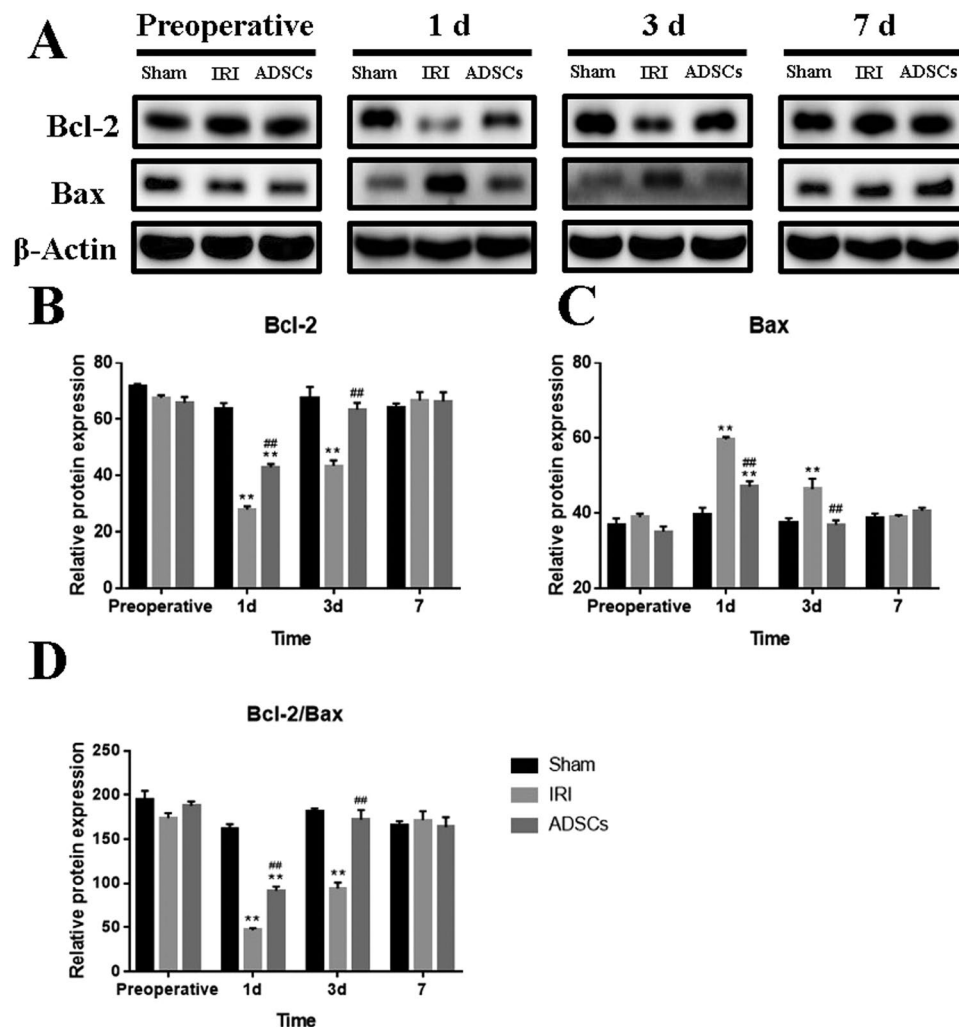 A
Preoperative 1 d 3 d 7 d
Sham IRI ADSCs Sham IRI ADSCs Sham IRI ADSCs Sham IRI ADSCs
Bcl-2
Bax
β-Actin
B
Bcl-2
Relative protein expression
80
60
40
20
0
## ** ** ** ##
Preoperative 1d 3d 7
Time
C
Bax
Relative protein expression
80
60
40
20
** ## ** ** ##
Preoperative 1d 3d 7
Time
D
Bcl-2/Bax
Relative protein expression
250
200
150
100
50
0
** ## ** ** ##
Preoperative 1d 3d 7
Time
Sham
IRI
ADSCs